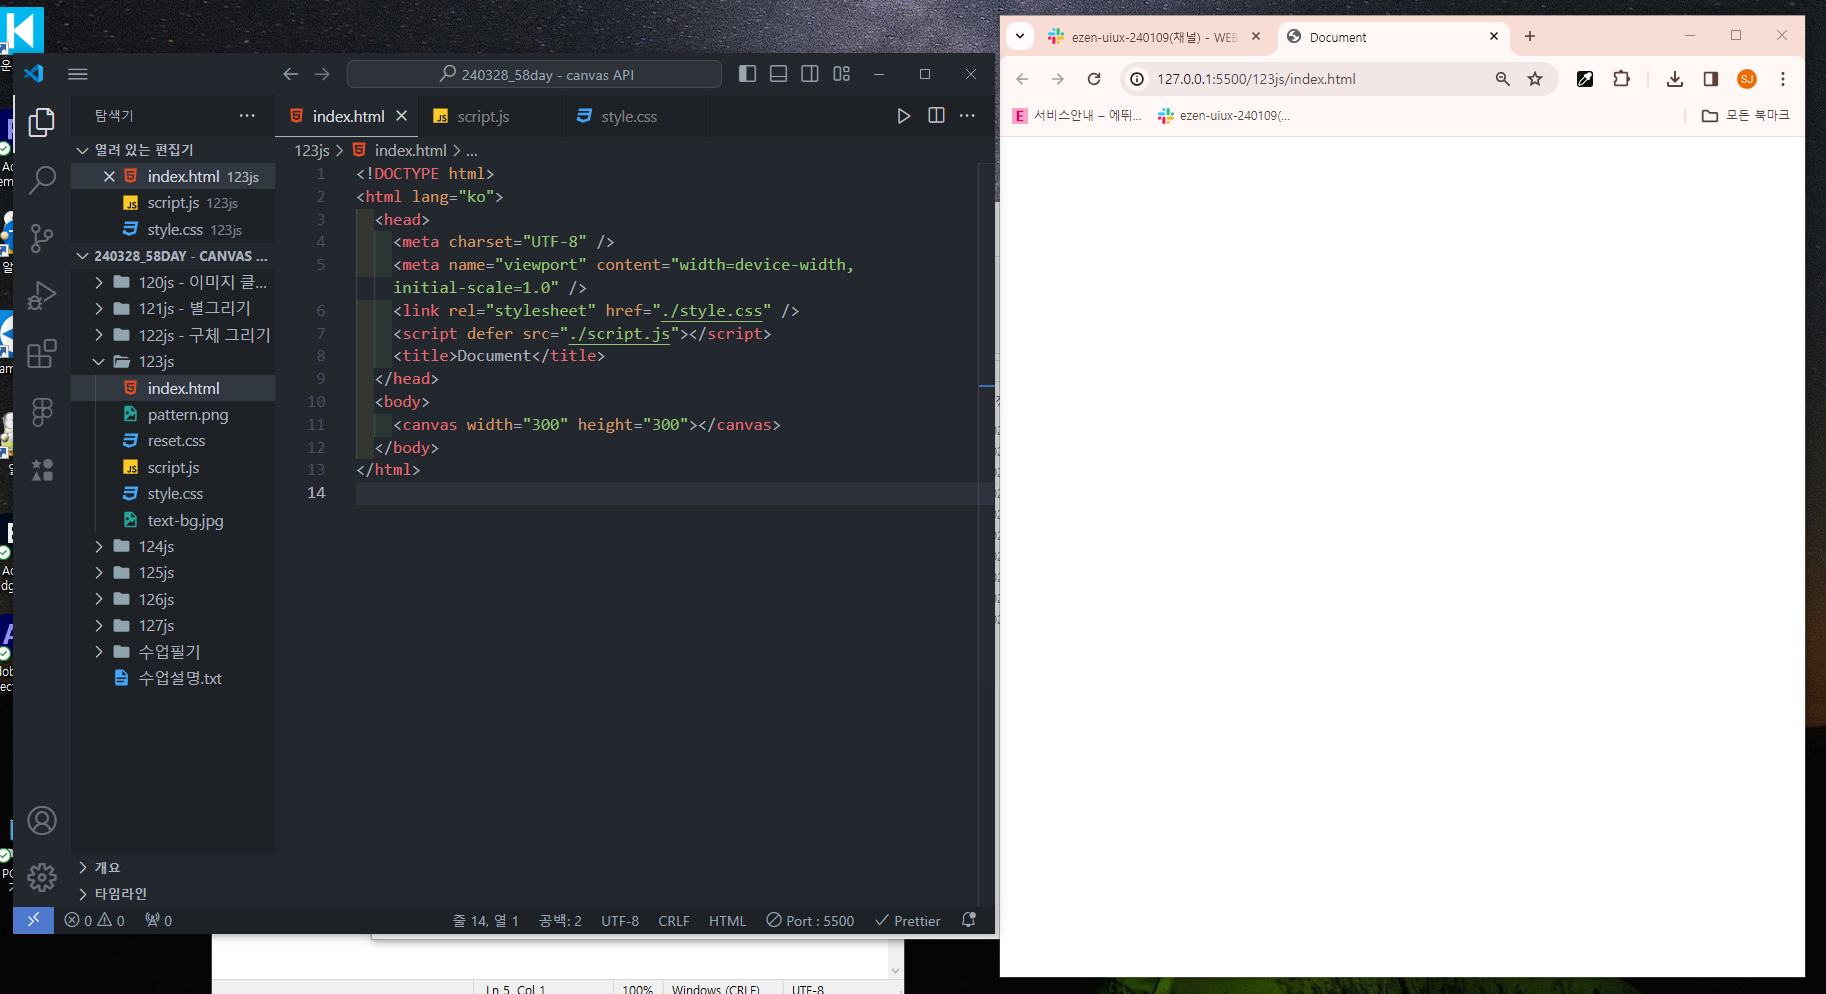 운
240328_58day - canvas API
탐색기
열려 있는 편집기
index.html 123js
script.js 123js
style.css 123js
240328_58DAY - CANVAS ...
120js - 이미지 클...
121js - 별그리기
122js - 구체 그리기
123js
index.html
pattern.png
reset.css
script.js
style.css
text-bg.jpg
124js
125js
126js
127js
수업필기
수업설명.txt
개요
타임라인
index.html
script.js
style.css
123js > index.html > ...
1 <!DOCTYPE html>
2 <html lang="ko">
3 <head>
4 <meta charset="UTF-8" />
5 <meta name="viewport" content="width=device-width,
initial-scale=1.0" />
6 <link rel="stylesheet" href="./style.css" />
7 <script defer src="./script.js"></script>
8 <title>Document</title>
9 </head>
10 <body>
11 <canvas width="300" height="300"></canvas>
12 </body>
13 </html>
14
0 0 0
줄 14, 열 1 공백: 2 UTF-8 CRLF HTML Port : 5500 Prettier
ezen-uiux-240109(채널) - WEB
Document
127.0.0.1:5500/123js/index.html
SJ
E 서비스안내 – 에뛰...
ezen-uiux-240109(...
모든 북마크
Ln 5, Col 1 100% Windows (CRLF) UTF-8